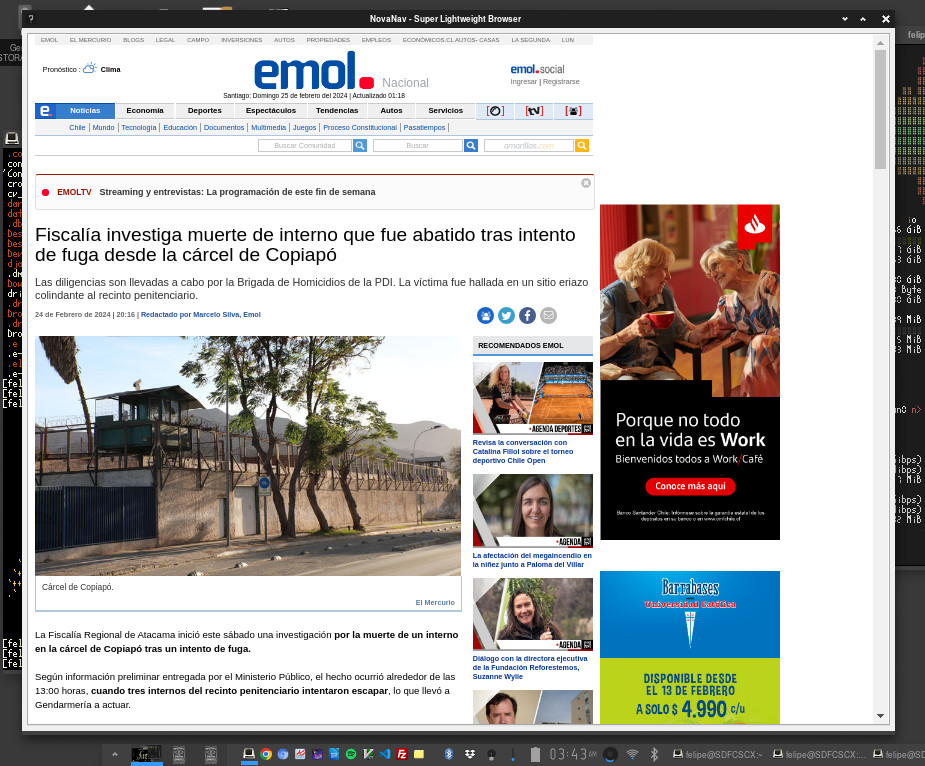 NovaNav - Super Lightweight Browser
EMOL EL MERCURIO BLOGS LEGAL CAMPO INVERSIONES AUTOS PROPIEDADES EMPLEOS ECONÓMICOS.CL AUTOS- CASAS LA SEGUNDA LUN
Pronóstico : Clima
emol. Nacional
Santiago: Domingo 25 de febrero del 2024 | Actualizado 01:18
emol.social
Ingresar | Registrarse
e. Noticias Economía Deportes Espectáculos Tendencias Autos Servicios
Chile Mundo Tecnología Educación Documentos Multimedia Juegos Proceso Constitucional Pasatiempos
Buscar Comunidad Buscar amarillas.com
EMOLTV Streaming y entrevistas: La programación de este fin de semana
Fiscalía investiga muerte de interno que fue abatido tras intento
de fuga desde la cárcel de Copiapó
Las diligencias son llevadas a cabo por la Brigada de Homicidios de la PDI. La víctima fue hallada en un sitio eriazo
colindante al recinto penitenciario.
24 de Febrero de 2024 | 20:16 | Redactado por Marcelo Silva, Emol
Cárcel de Copiapó.
El Mercurio
La Fiscalía Regional de Atacama inició este sábado una investigación por la muerte de un interno
en la cárcel de Copiapó tras un intento de fuga.
Según información preliminar entregada por el Ministerio Público, el hecho ocurrió alrededor de las
13:00 horas, cuando tres internos del recinto penitenciario intentaron escapar, lo que llevó a
Gendarmería a actuar.
RECOMENDADOS EMOL
AGENDA DEPORTES
Revisa la conversación con
Catalina Fillol sobre el torneo
deportivo Chile Open
AGENDA
La afectación del megaincendio en
la niñez junto a Paloma del Villar
AGENDA
Diálogo con la directora ejecutiva
de la Fundación Reforestemos,
Suzanne Wylie
Porque no todo
en la vida es Work
Bienvenidos todos a Work/Café
Conoce más aquí
Banco Santander Chile: Infórmese sobre la garantía estatal de los
depósitos en su banco o en www.cmfchile.cl
Barrabases
Universidad Católica
DISPONIBLE DESDE
EL 13 DE FEBRERO
A SOLO $ 4.990 c/u
03:43 AM
felipe@SDFCSCX:~ felipe@SDFCSCX:... felipe@SD